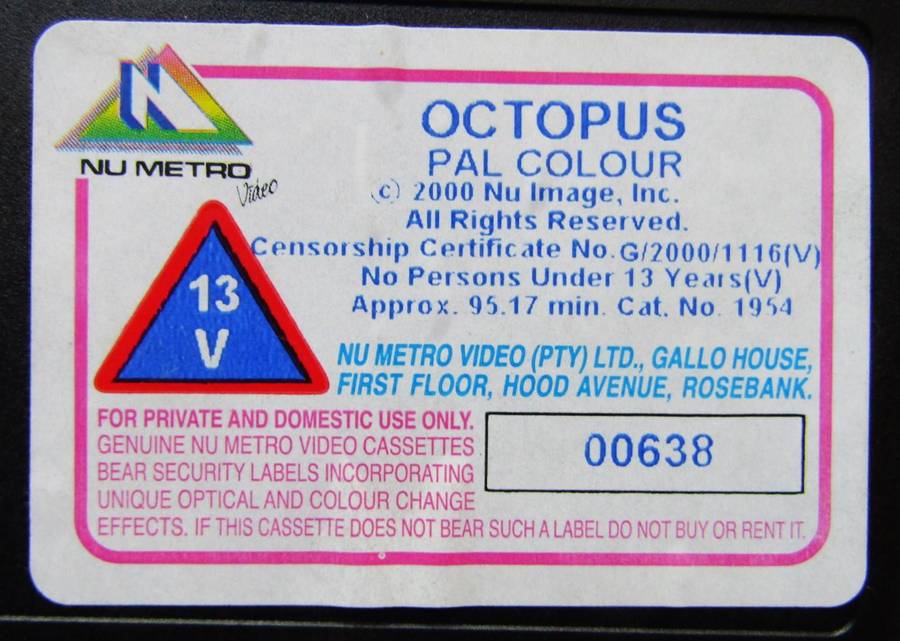 N
NU METRO
Video
OCTOPUS
PAL COLOUR
(c) 2000 Nu Image, Inc.
All Rights Reserved.
Censorship Certificate No. G/2000/1116(V)
No Persons Under 13 Years(V)
Approx. 95.17 min. Cat. No. 1954
13
V
NU METRO VIDEO (PTY) LTD., GALLO HOUSE,
FIRST FLOOR, HOOD AVENUE, ROSEBANK.
FOR PRIVATE AND DOMESTIC USE ONLY.
GENUINE NU METRO VIDEO CASSETTES
BEAR SECURITY LABELS INCORPORATING
UNIQUE OPTICAL AND COLOUR CHANGE
EFFECTS. IF THIS CASSETTE DOES NOT BEAR SUCH A LABEL DO NOT BUY OR RENT IT.
00638